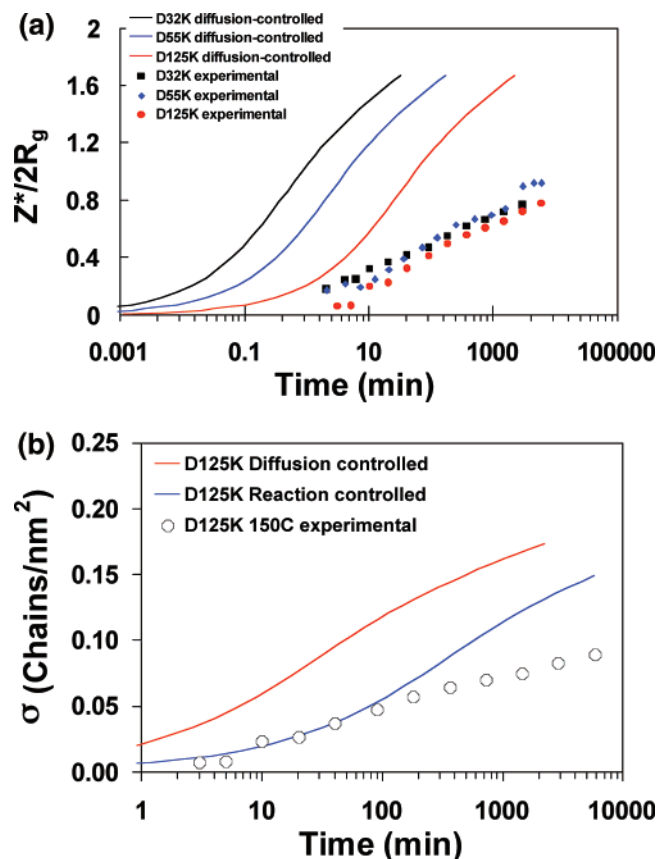 (a)
D32K diffusion-controlled
D55K diffusion-controlled
D125K diffusion-controlled
D32K experimental
D55K experimental
D125K experimental
2
1.6
1.2
0.8
0.4
0
Z*/2Rg
0.001 0.1 10 1000 100000
Time (min)
(b)
D125K Diffusion controlled
D125K Reaction controlled
D125K 150C experimental
0.25
0.20
0.15
0.10
0.05
0.00
σ (Chains/nm²)
1 10 100 1000 10000
Time (min)